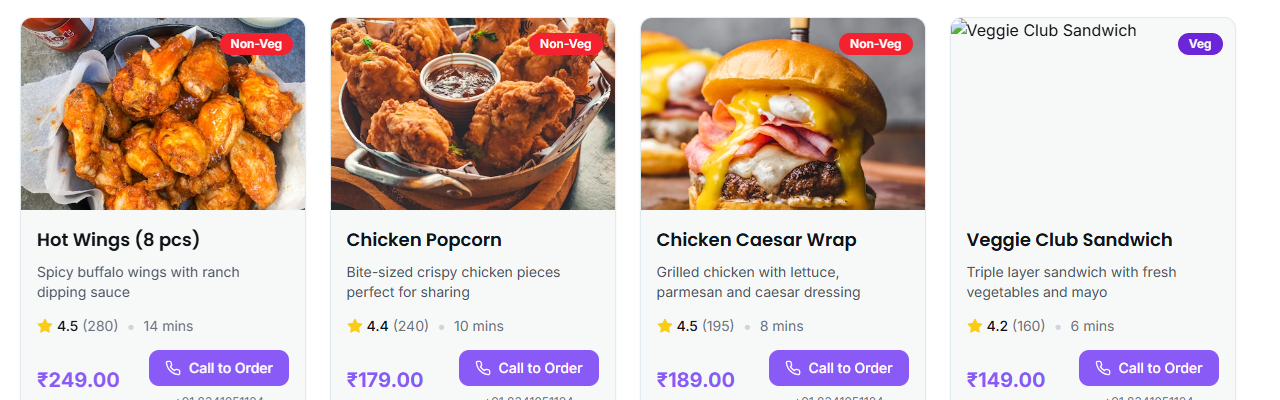 Non-Veg
Hot Wings (8 pcs)
Spicy buffalo wings with ranch
dipping sauce
4.5 (280) • 14 mins
₹249.00
Call to Order
Non-Veg
Chicken Popcorn
Bite-sized crispy chicken pieces
perfect for sharing
4.4 (240) • 10 mins
₹179.00
Call to Order
Non-Veg
Chicken Caesar Wrap
Grilled chicken with lettuce,
parmesan and caesar dressing
4.5 (195) • 8 mins
₹189.00
Call to Order
Veggie Club Sandwich
Veg
Veggie Club Sandwich
Triple layer sandwich with fresh
vegetables and mayo
4.2 (160) • 6 mins
₹149.00
Call to Order